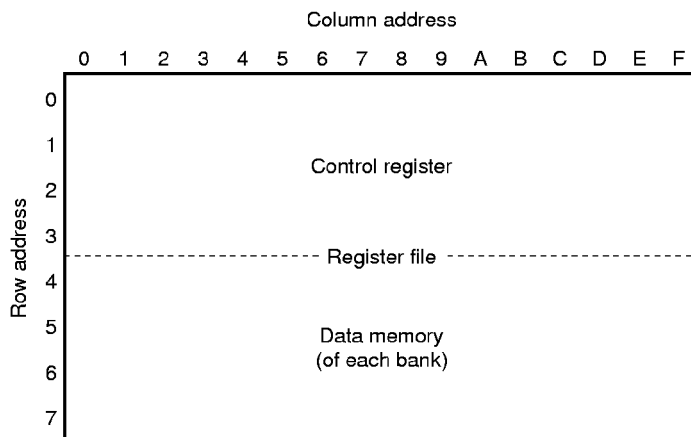 Column address
0 1 2 3 4 5 6 7 8 9 A B C D E F
Row address
0
1
Control register
2
3
Register file
4
5
Data memory
(of each bank)
6
7